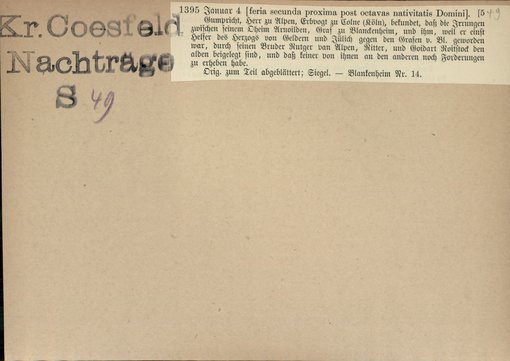 Kr. Coesfeld
Nachträge
S 49
1395 Januar 4 [feria secunda proxima post octavas nativitatis Domini]. [549
Gumpricht, Herr zu Alpen, Erbvogt zu Colne (Köln), bekundet, daß die Irrungen
zwischen seinem Oheim Arnolden, Graf zu Blankenheim, und ihm, weil er einst
Helfer des Herzogs von Geldern und Jülich gegen den Grafen v. Bl. geworden
war, durch seinen Bruder Rutger van Alpen, Ritter, und Goidart Roitstock den
alden beigelegt sind, und daß keiner von ihnen an den anderen noch Forderungen
zu erheben habe.
Orig. zum Teil abgeblättert; Siegel. — Blankenheim Nr. 14.